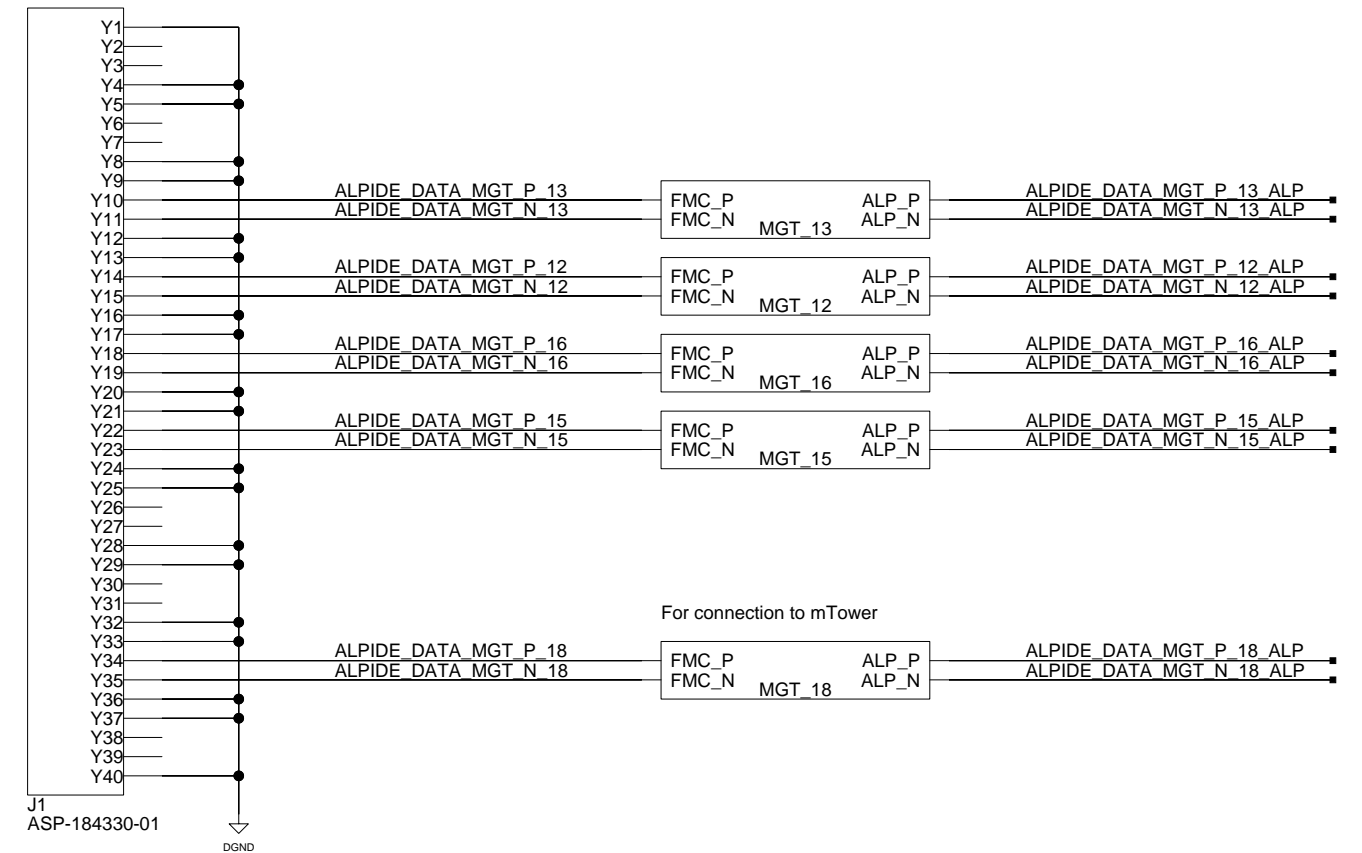 Y1
Y2
Y3
Y4
Y5
Y6
Y7
Y8
Y9
Y10
Y11
Y12
Y13
Y14
Y15
Y16
Y17
Y18
Y19
Y20
Y21
Y22
Y23
Y24
Y25
Y26
Y27
Y28
Y29
Y30
Y31
Y32
Y33
Y34
Y35
Y36
Y37
Y38
Y39
Y40
J1
ASP-184330-01
DGND
ALPIDE_DATA_MGT_P_13
ALPIDE_DATA_MGT_N_13
FMC_P ALP_P
FMC_N MGT_13 ALP_N
ALPIDE_DATA_MGT_P_13_ALP
ALPIDE_DATA_MGT_N_13_ALP
ALPIDE_DATA_MGT_P_12
ALPIDE_DATA_MGT_N_12
FMC_P ALP_P
FMC_N MGT_12 ALP_N
ALPIDE_DATA_MGT_P_12_ALP
ALPIDE_DATA_MGT_N_12_ALP
ALPIDE_DATA_MGT_P_16
ALPIDE_DATA_MGT_N_16
FMC_P ALP_P
FMC_N MGT_16 ALP_N
ALPIDE_DATA_MGT_P_16_ALP
ALPIDE_DATA_MGT_N_16_ALP
ALPIDE_DATA_MGT_P_15
ALPIDE_DATA_MGT_N_15
FMC_P ALP_P
FMC_N MGT_15 ALP_N
ALPIDE_DATA_MGT_P_15_ALP
ALPIDE_DATA_MGT_N_15_ALP
For connection to mTower
ALPIDE_DATA_MGT_P_18
ALPIDE_DATA_MGT_N_18
FMC_P ALP_P
FMC_N MGT_18 ALP_N
ALPIDE_DATA_MGT_P_18_ALP
ALPIDE_DATA_MGT_N_18_ALP